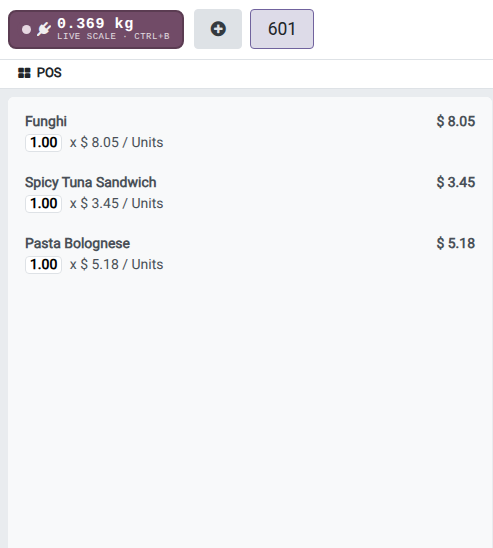 0.369 kg
LIVE SCALE · CTRL+B
601
POS
Funghi $ 8.05
1.00 x $ 8.05 / Units
Spicy Tuna Sandwich $ 3.45
1.00 x $ 3.45 / Units
Pasta Bolognese $ 5.18
1.00 x $ 5.18 / Units